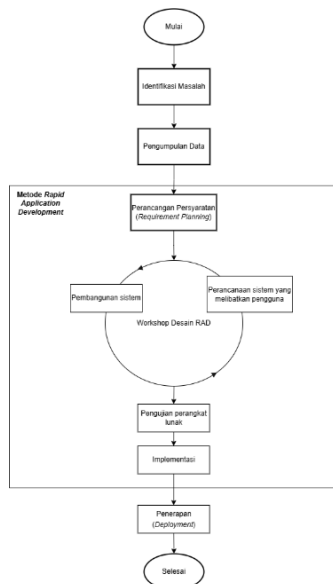 Mulai
Identifikasi Masalah
Pengumpulan Data
Metode Rapid
Application
Development
Perancangan Persyaratan
(Requirement Planning)
Pembangunan sistem
Perancanaan sistem yang
melibatkan pengguna
Workshop Desain RAD
Pengujian perangkat
lunak
Implementasi
Penerapan
(Deployment)
Selesai